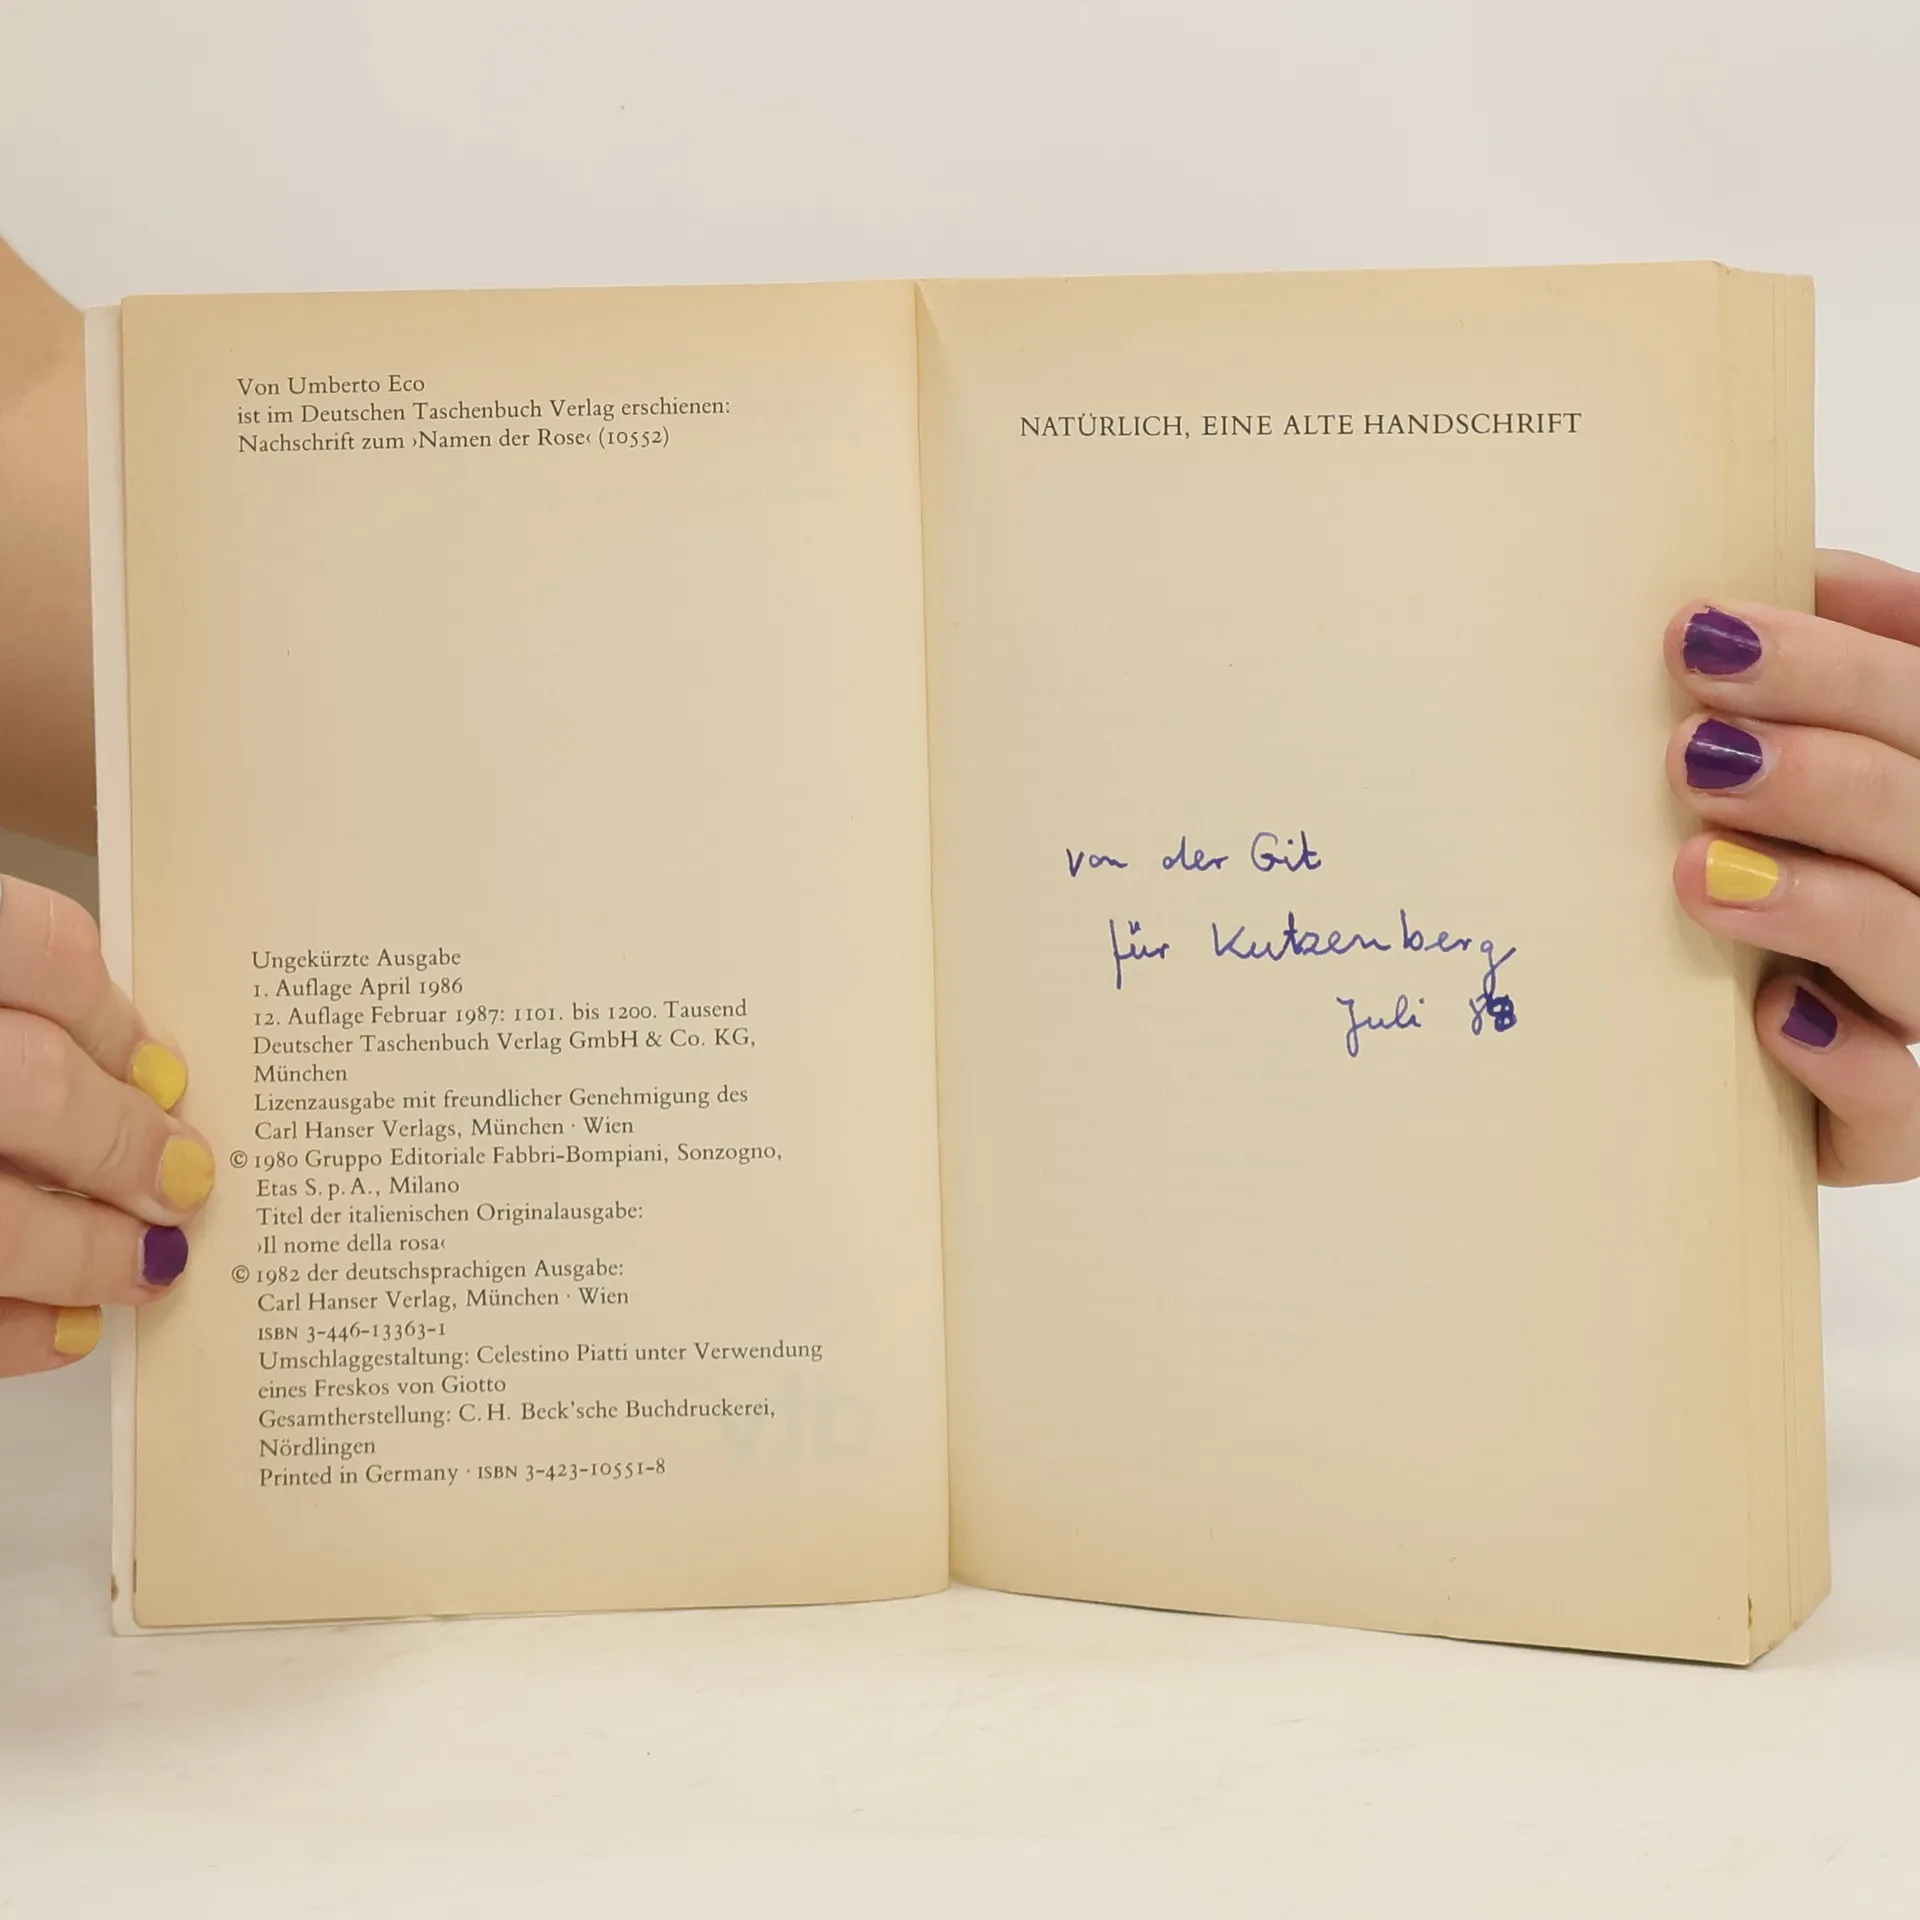 Von Umberto Eco
ist im Deutschen Taschenbuch Verlag erschienen:
Nachschrift zum ›Namen der Rose‹ (10552)
Ungekürzte Ausgabe
1. Auflage April 1986
12. Auflage Februar 1987: 1101. bis 1200. Tausend
Deutscher Taschenbuch Verlag GmbH & Co. KG,
München
Lizenzausgabe mit freundlicher Genehmigung des
Carl Hanser Verlags, München · Wien
© 1980 Gruppo Editoriale Fabbri-Bompiani, Sonzogno,
Etas S. p. A., Milano
Titel der italienischen Originalausgabe:
›Il nome della rosa‹
© 1982 der deutschsprachigen Ausgabe:
Carl Hanser Verlag, München · Wien
ISBN 3-446-13363-1
Umschlaggestaltung: Celestino Piatti unter Verwendung
eines Freskos von Giotto
Gesamtherstellung: C. H. Beck'sche Buchdruckerei,
Nördlingen
Printed in Germany · ISBN 3-423-10551-8
NATÜRLICH, EINE ALTE HANDSCHRIFT
von der Git
für Kutzenberg
Juli